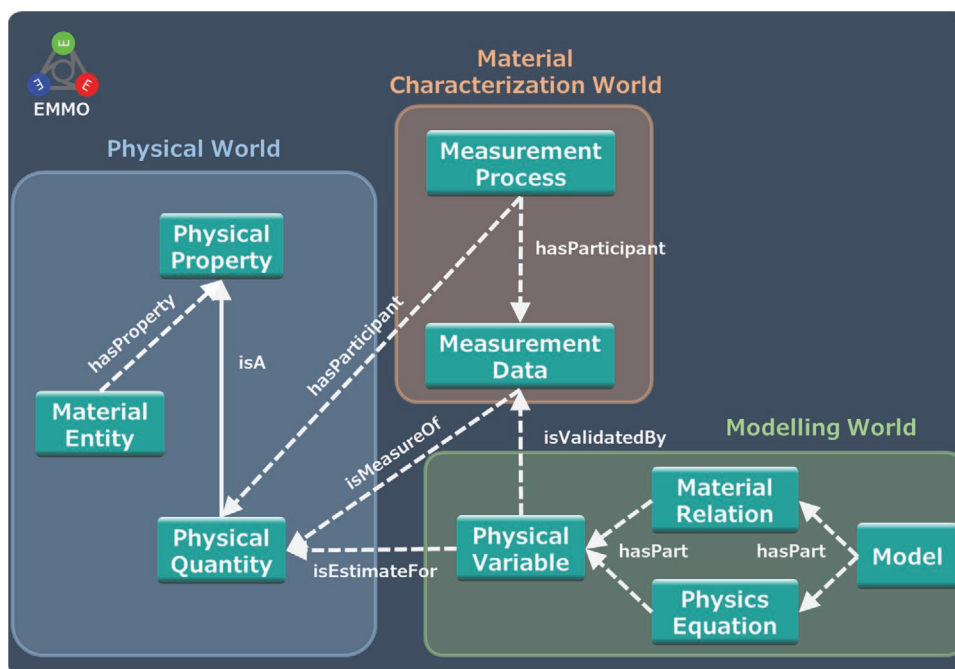 E
E
E
EMMO
Material
Characterization World
Physical World
Measurement
Process
Physical
Property
hasParticipant
hasProperty
isA
hasParticipant
Measurement
Data
Material
Entity
isMeasureOf
isValidatedBy
Modelling World
Material
Relation
Physical
Quantity
isEstimateFor
Physical
Variable
hasPart
hasPart
Model
Physics
Equation